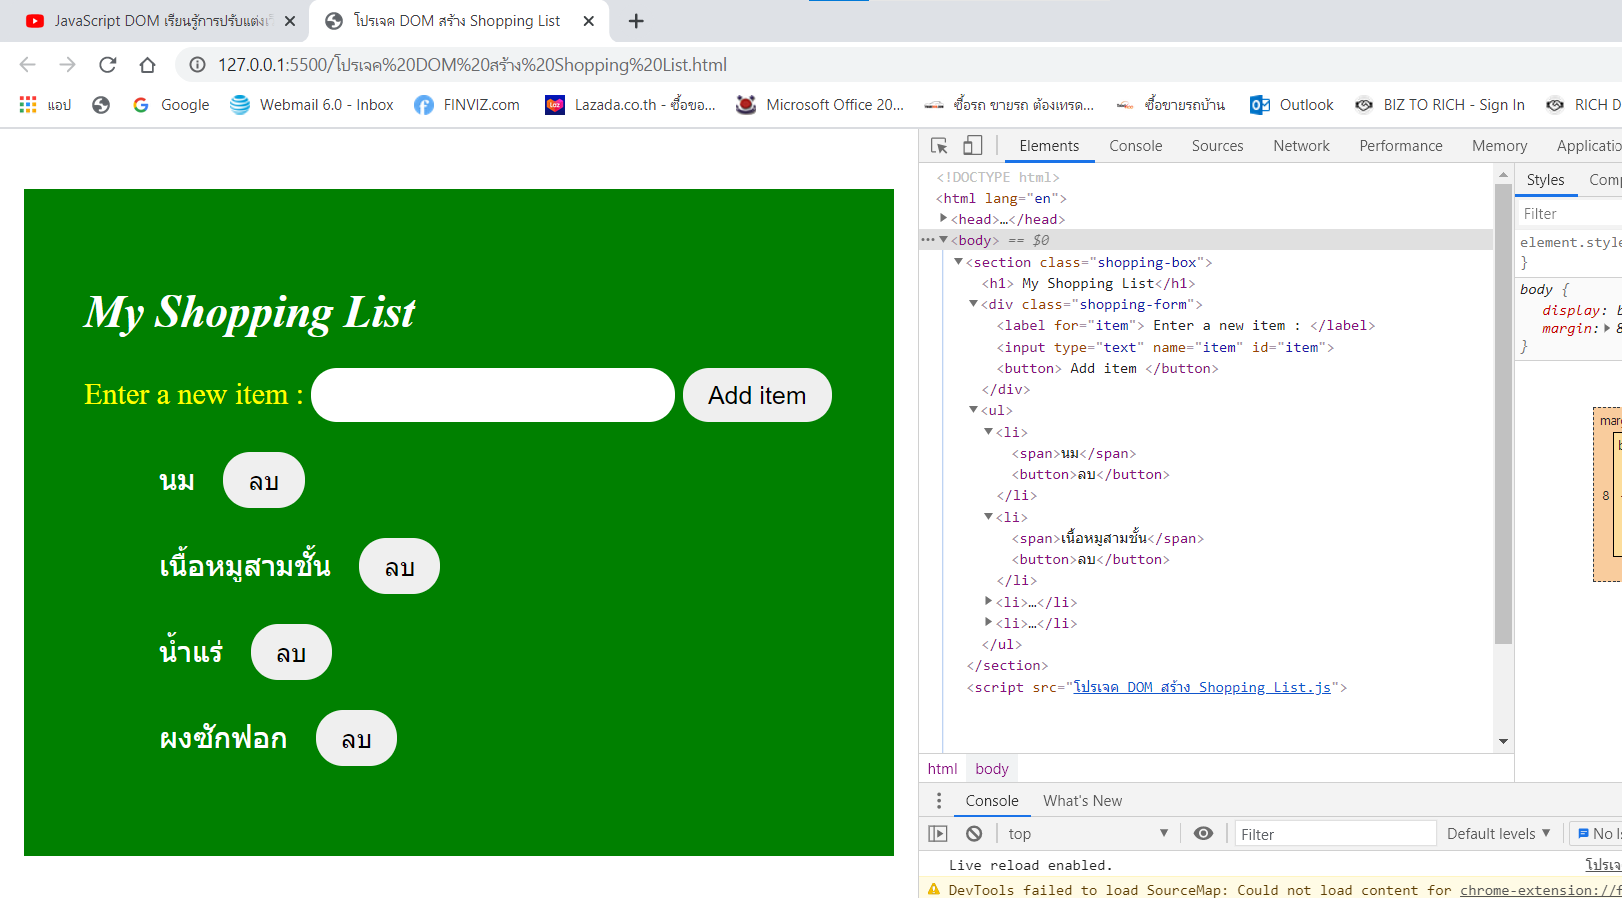 JavaScript DOM เรียนรู้การปรับแต่งเว็
โปรเจค DOM สร้าง Shopping List
127.0.0.1:5500/โปรเจค%20DOM%20สร้าง%20Shopping%20List.html
แอป
Google
Webmail 6.0 - Inbox
FINVIZ.com
Lazada.co.th - ซื้อขอ...
Microsoft Office 20...
ซื้อรถ ขายรถ ต้องเทรด...
ซื้อขายรถบ้าน
Outlook
BIZ TO RICH - Sign In
RICH D
My Shopping List
Enter a new item :
Add item
นม ลบ
เนื้อหมูสามชั้น ลบ
น้ำแร่ ลบ
ผงซักฟอก ลบ
Elements Console Sources Network Performance Memory Applicatio
<!DOCTYPE html>
<html lang="en">
<head>…</head>
<body> == $0
<section class="shopping-box">
<h1> My Shopping List</h1>
<div class="shopping-form">
<label for="item"> Enter a new item : </label>
<input type="text" name="item" id="item">
<button> Add item </button>
</div>
<ul>
<li>
<span>นม</span>
<button>ลบ</button>
</li>
<li>
<span>เนื้อหมูสามชั้น</span>
<button>ลบ</button>
</li>
<li>…</li>
<li>…</li>
</ul>
</section>
<script src="โปรเจค DOM สร้าง Shopping List.js">
html body
Styles Comp
Filter
element.style
}
body {
display: b
margin: 8
}
mar
b
8
Console What's New
top Filter Default levels No Is
Live reload enabled. โปรเจ
DevTools failed to load SourceMap: Could not load content for chrome-extension://f